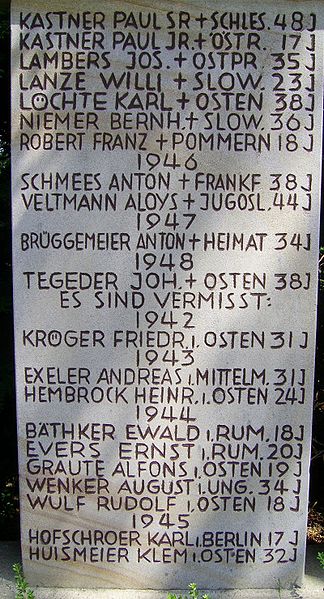 KASTNER PAUL SR + SCHLES. 48 J
KASTNER PAUL JR. + ÖSTR. 17 J
LAMBERS JOS. + OSTPR. 35 J
LANZE WILLI + SLOW. 23 J
LÖCHTE KARL + OSTEN 38 J
NIEMER BERNH + SLOW. 36 J
ROBERT FRANZ + POMMERN 18 J
1946
SCHMEES ANTON + FRANKF 38 J
VELTMANN ALOYS + JUGOSL. 44 J
1947
BRÜGGEMEIER ANTON + HEIMAT 34 J
1948
TEGEDER JOH. + OSTEN 38 J
ES SIND VERMISST:
1942
KRÖGER FRIEDR. i. OSTEN 31 J
1943
EXELER ANDREAS i. MITTELM. 31 J
HEMBROCK HEINR. i. OSTEN 24 J
1944
BÄTHKER EWALD i. RUM. 18 J
EVERS ERNST i. RUM. 20 J
GRAUTE ALFONS i. OSTEN 19 J
WENKER AUGUST i. UNG. 34 J
WULF RUDOLF i. OSTEN 18 J
1945
HOFSCHROER KARL i. BERLIN 17 J
HUISMEIER KLEM i. OSTEN 32 J